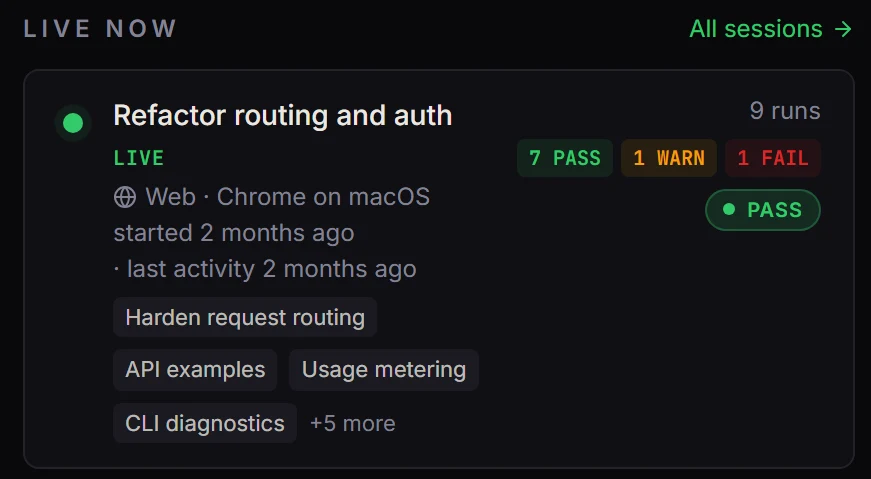 LIVE NOW
All sessions →
Refactor routing and auth
9 runs
LIVE
7 PASS
1 WARN
1 FAIL
Web · Chrome on macOS
PASS
started 2 months ago
· last activity 2 months ago
Harden request routing
API examples
Usage metering
CLI diagnostics
+5 more